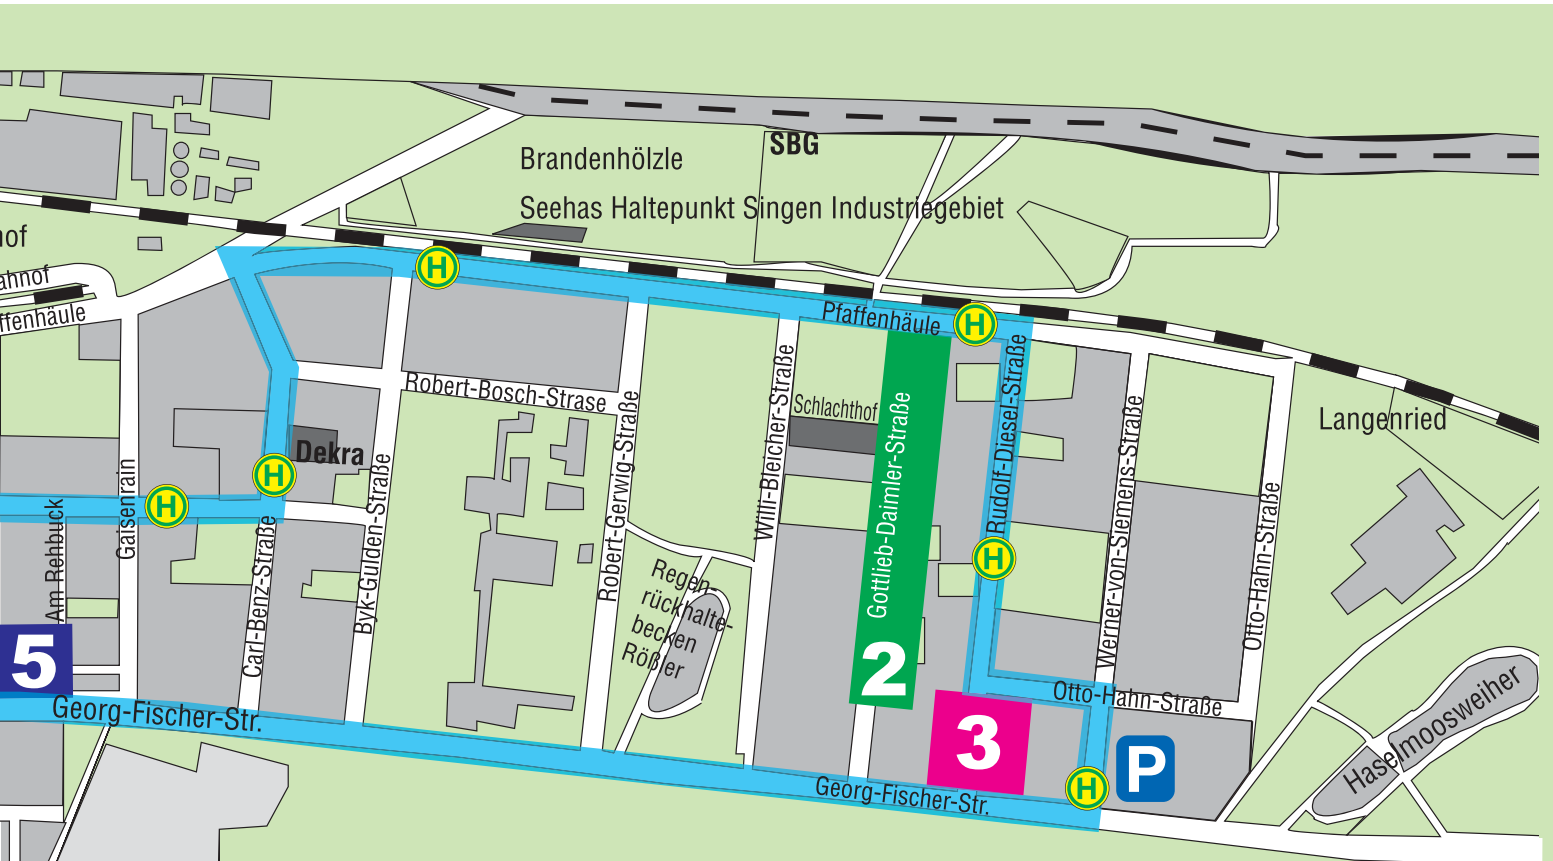 SBG
Brandenhölzle
Seehas Haltepunkt Singen Industriegebiet
hof
ahnhof
ffenhäule
H
Pfaffenhäule
H
Robert-Bosch-Strase
Schlachthof
Langenried
Dekra
H
H
H
Am Rehbuck
Gaisenrain
Carl-Benz-Straße
Byk-Gulden-Straße
Robert-Gerwig-Straße
Willi-Bleicher-Straße
Gottlieb-Daimler-Straße
Rudolf-Diesel-Straße
Werner-von-Siemens-Straße
Otto-Hahn-Straße
Regen-
rückhalte-
becken
Rößler
5
2
3
Otto-Hahn-Straße
Haselmoosweiher
Georg-Fischer-Str.
Georg-Fischer-Str.
H
P